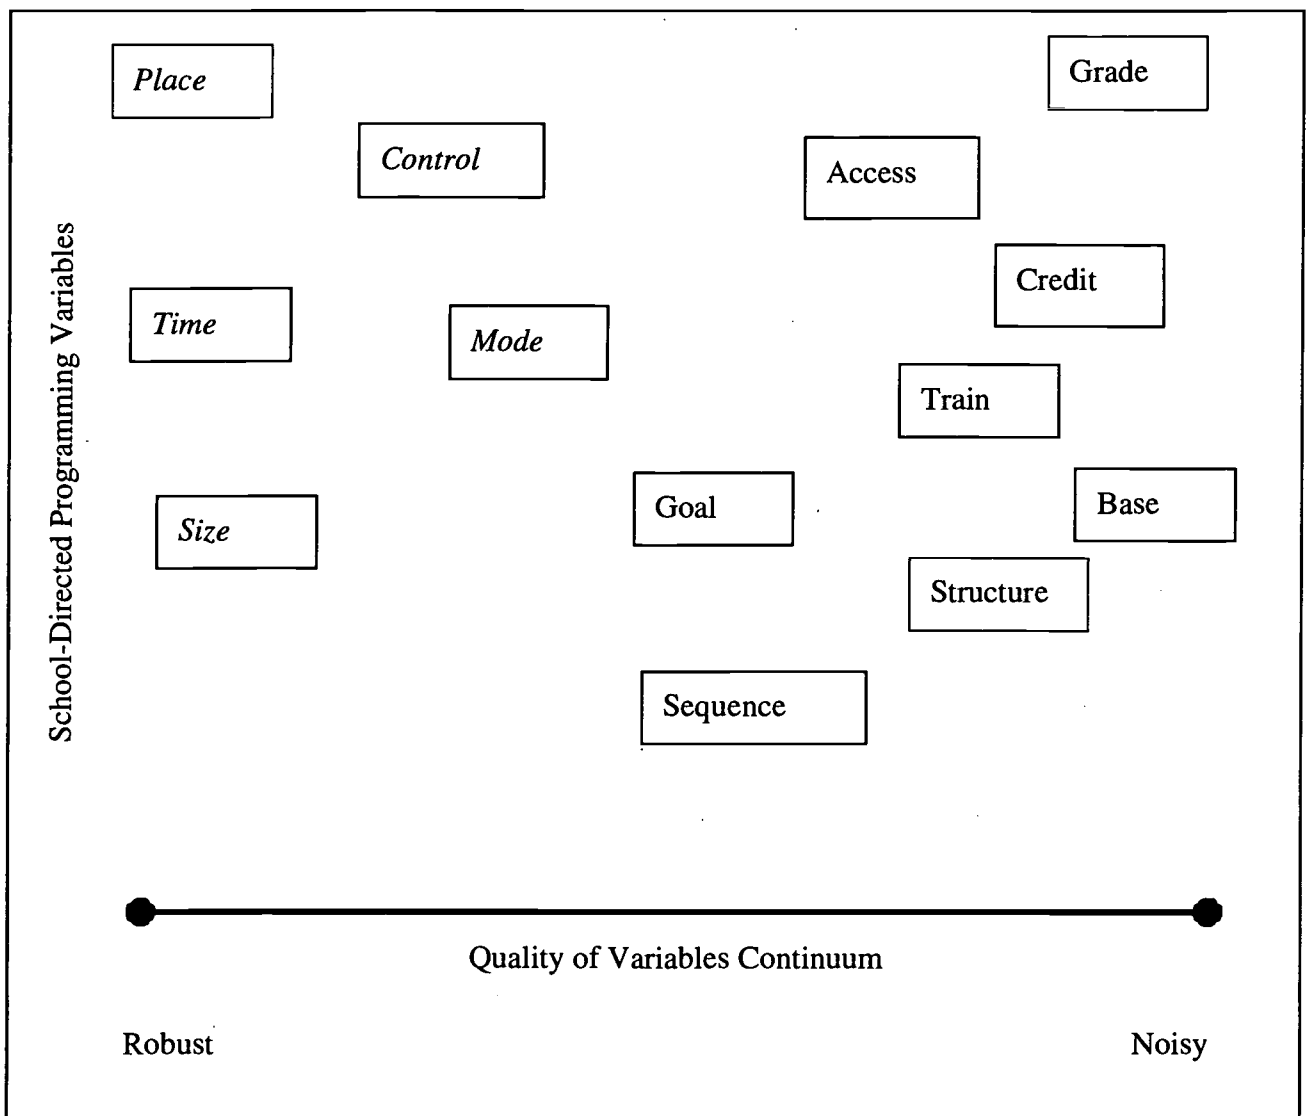 Place
Grade
Control
Access
Credit
Time
Mode
Train
Goal
Base
Size
Structure
Sequence
School-Directed Programming Variables
Quality of Variables Continuum
Robust
Noisy